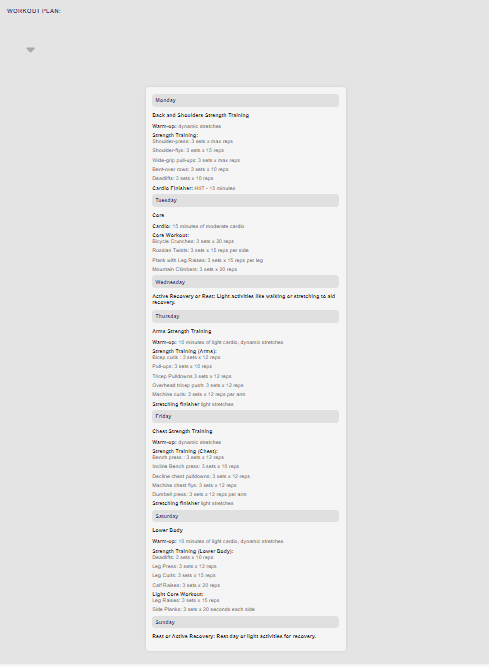 WORKOUT PLAN:
Monday
Back and Shoulders Strength Training
Warm-up: dynamic stretches
Strength Training:
Shoulder-press: 3 sets x max reps
Shoulder-flys: 3 sets x 15 reps
Wide-grip pull-ups: 3 sets x max reps
Bent-over rows: 3 sets x 10 reps
Deadlifts: 3 sets x 10 reps
Cardio Finisher: HIIT - 15 minutes
Tuesday
Core
Cardio: 15 minutes of moderate cardio
Core Workout:
Bicycle Crunches: 3 sets x 20 reps
Russian Twists: 3 sets x 15 reps per side
Plank with Leg Raises: 3 sets x 15 reps per leg
Mountain Climbers: 3 sets x 20 reps
Wednesday
Active Recovery or Rest: Light activities like walking or stretching to aid
recovery.
Thursday
Arms Strength Training
Warm-up: 10 minutes of light cardio, dynamic stretches
Strength Training (Arms):
Bicep curls : 3 sets x 12 reps
Pull-ups: 3 sets x 10 reps
Tricep Pulldowns 3 sets x 12 reps
Overhead tricep push: 3 sets x 12 reps
Machine curls: 3 sets x 12 reps per arm
Stretching finisher light stretches
Friday
Chest Strength Training
Warm-up: dynamic stretches
Strength Training (Chest):
Bench press : 3 sets x 12 reps
Incline Bench press: 3 sets x 10 reps
Decline chest pulldowns: 3 sets x 12 reps
Machine chest flys: 3 sets x 12 reps
Dumbell press: 3 sets x 12 reps per arm
Stretching finisher light stretches
Saturday
Lower Body
Warm-up: 10 minutes of light cardio, dynamic stretches
Strength Training (Lower Body):
Deadlifts: 3 sets x 10 reps
Leg Press: 3 sets x 12 reps
Leg Curls: 3 sets x 15 reps
Calf Raises: 3 sets x 20 reps
Light Core Workout:
Leg Raises: 3 sets x 15 reps
Side Planks: 3 sets x 20 seconds each side
Sunday
Rest or Active Recovery: Rest day or light activities for recovery.